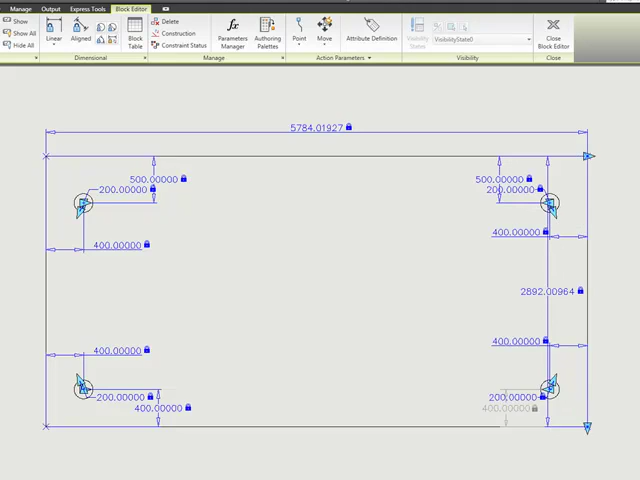 Manage Output Express Tools Block Editor
Show
Show All
Hide All
Linear
Aligned
Block Table
Delete
Construction
Constraint Status
Parameters Manager
Authoring Palettes
Point
Move
Attribute Definition
Visibility States
VisibilityState0
Close Block Editor
Dimensional
Manage
Action Parameters
Visibility
Close
5784.01927
500.00000
200.00000
500.00000
200.00000
400.00000
400.00000
2892.00964
400.00000
400.00000
200.00000
400.00000
200.00000
400.00000